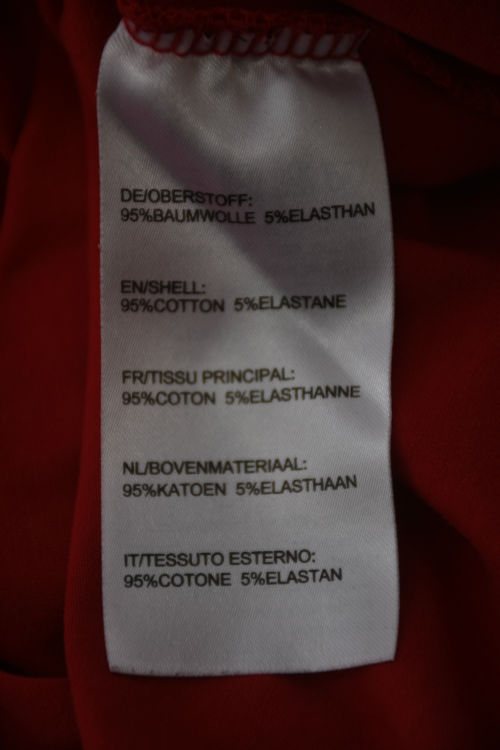 DE/OBERSTOFF:
95%BAUMWOLLE 5%ELASTHAN
EN/SHELL:
95%COTTON 5%ELASTANE
FR/TISSU PRINCIPAL:
95%COTON 5%ELASTHANNE
NL/BOVENMATERIAAL:
95%KATOEN 5%ELASTHAAN
IT/TESSUTO ESTERNO:
95%COTONE 5%ELASTAN